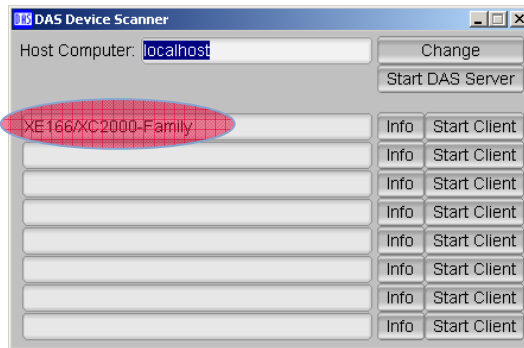 DAS DAS Device Scanner
Host Computer: localhost Change
Start DAS Server
XE166/XC2000-Family Info Start Client
Info Start Client
Info Start Client
Info Start Client
Info Start Client
Info Start Client
Info Start Client
Info Start Client